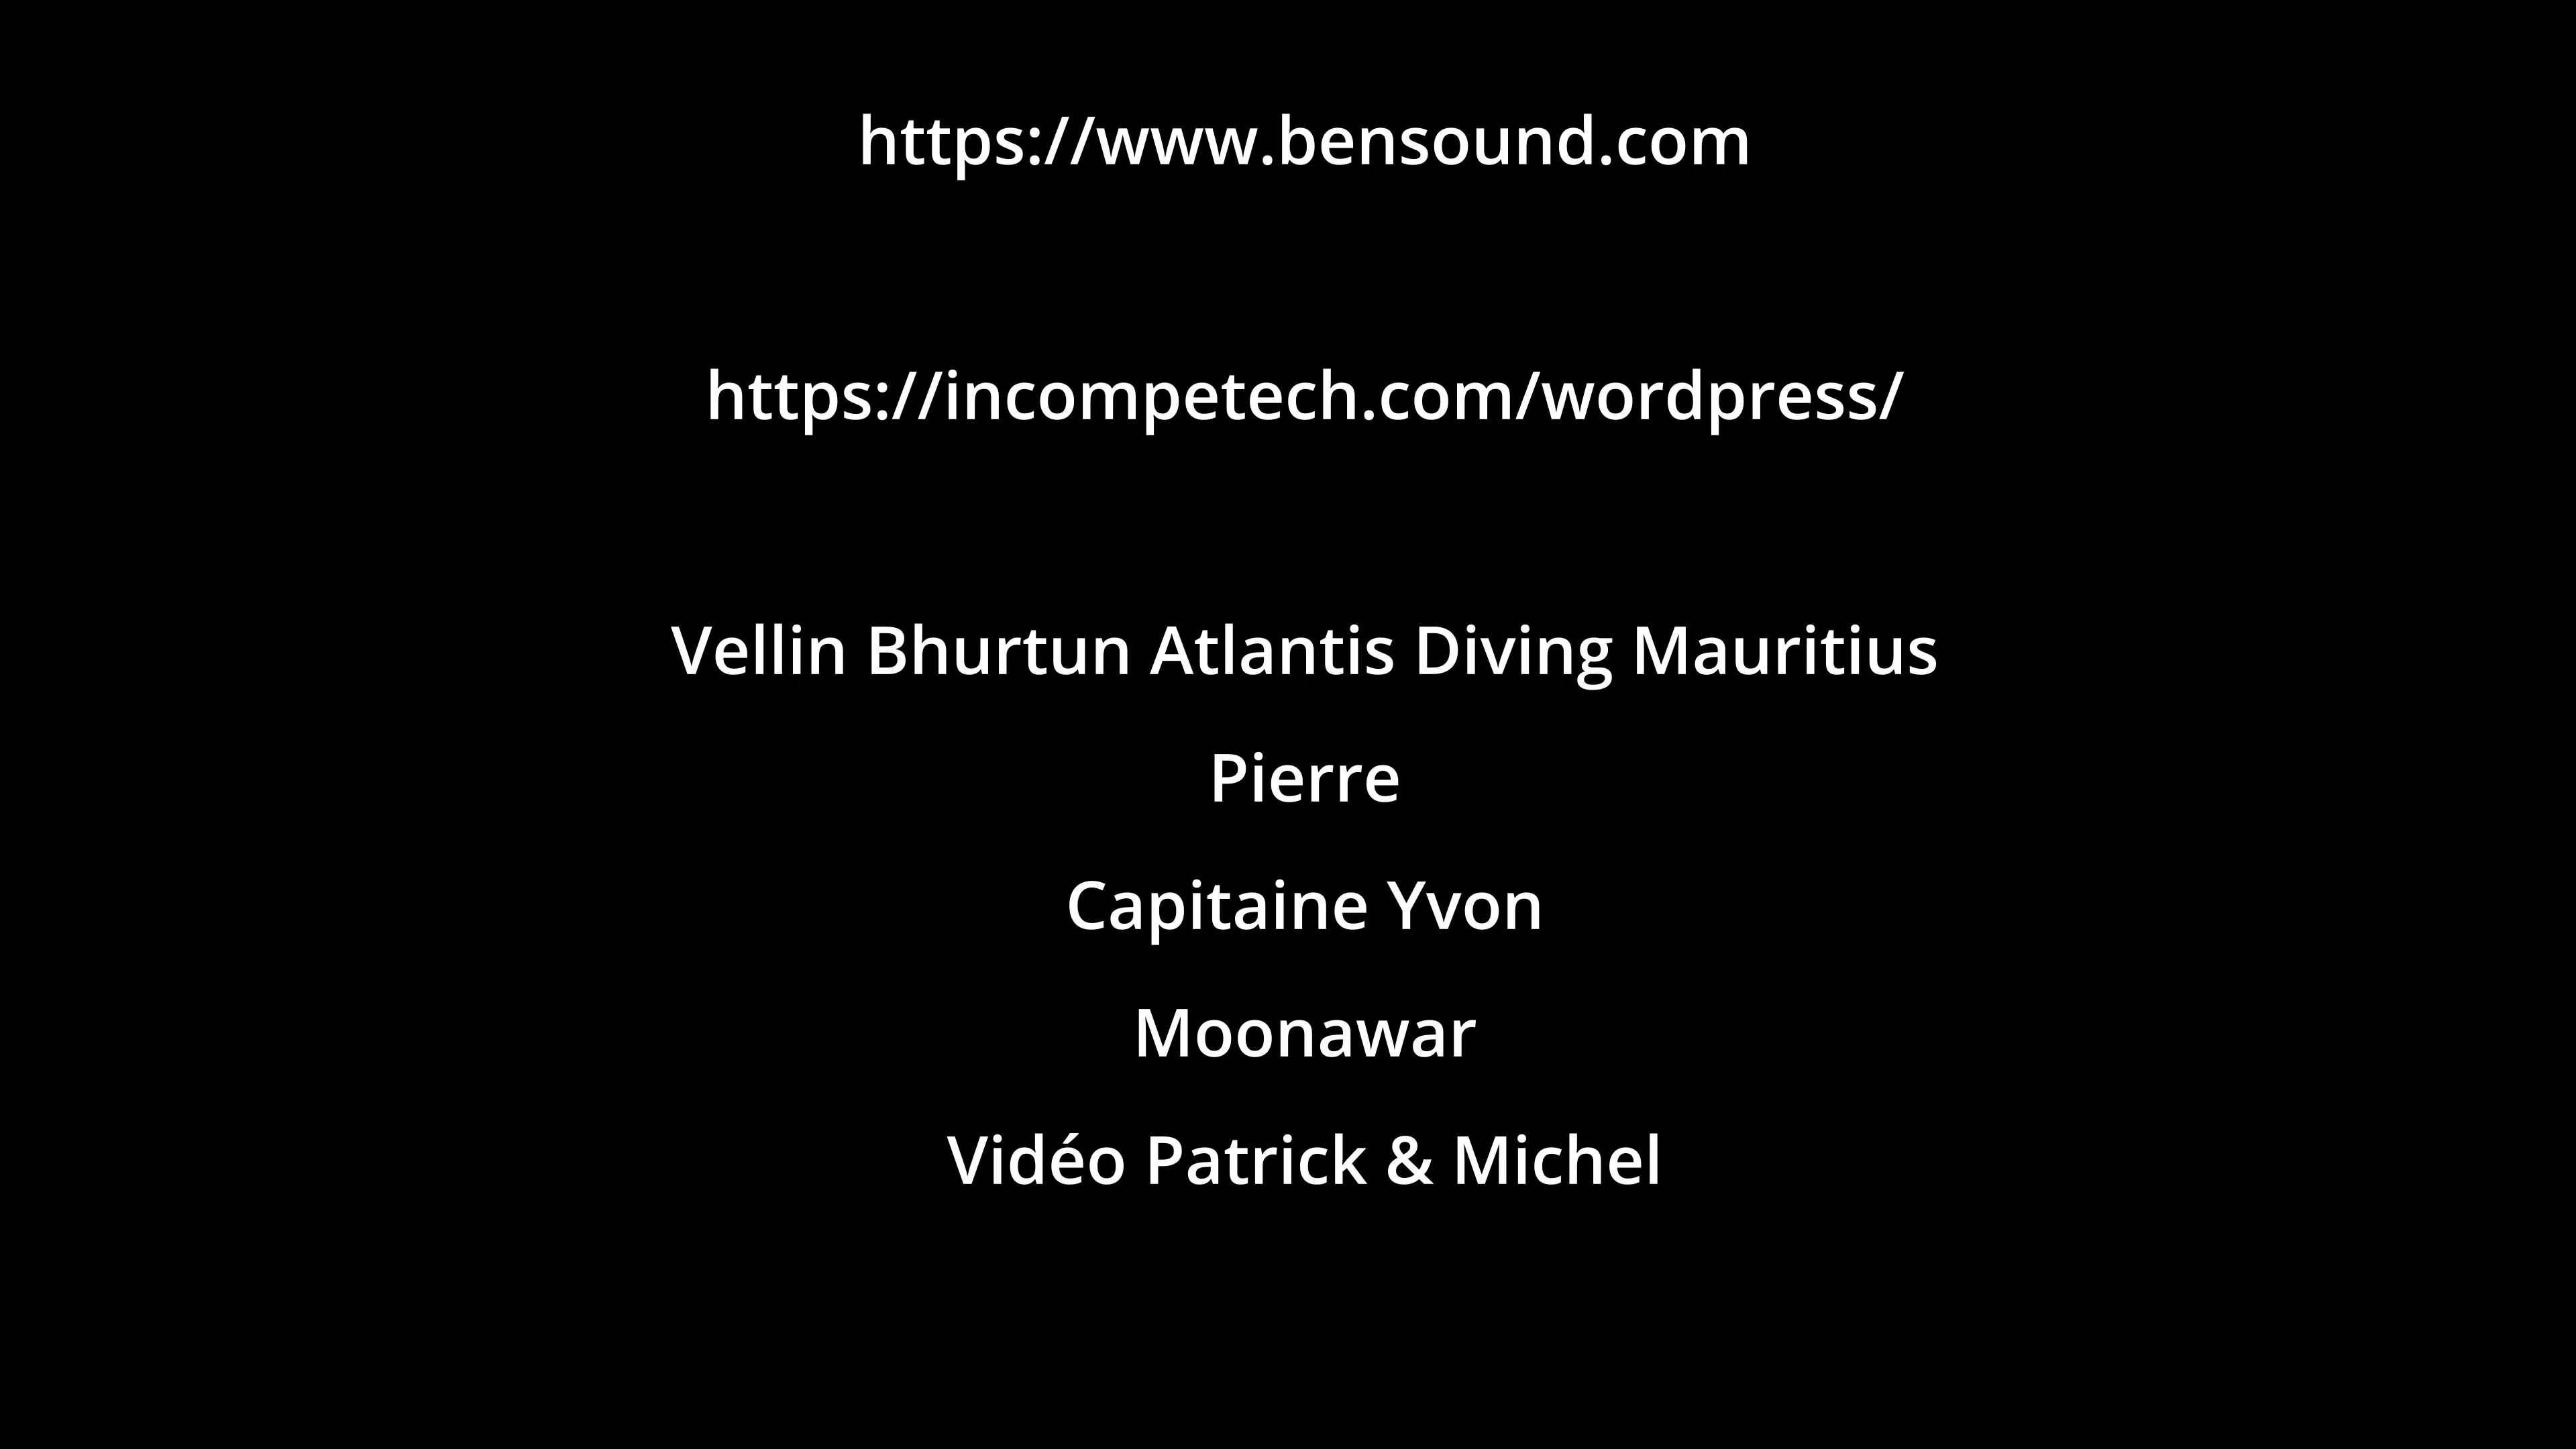 https://www.bensound.com
https://incompetech.com/wordpress/
Vellin Bhurtun Atlantis Diving Mauritius
Pierre
Capitaine Yvon
Moonawar
Vidéo Patrick & Michel